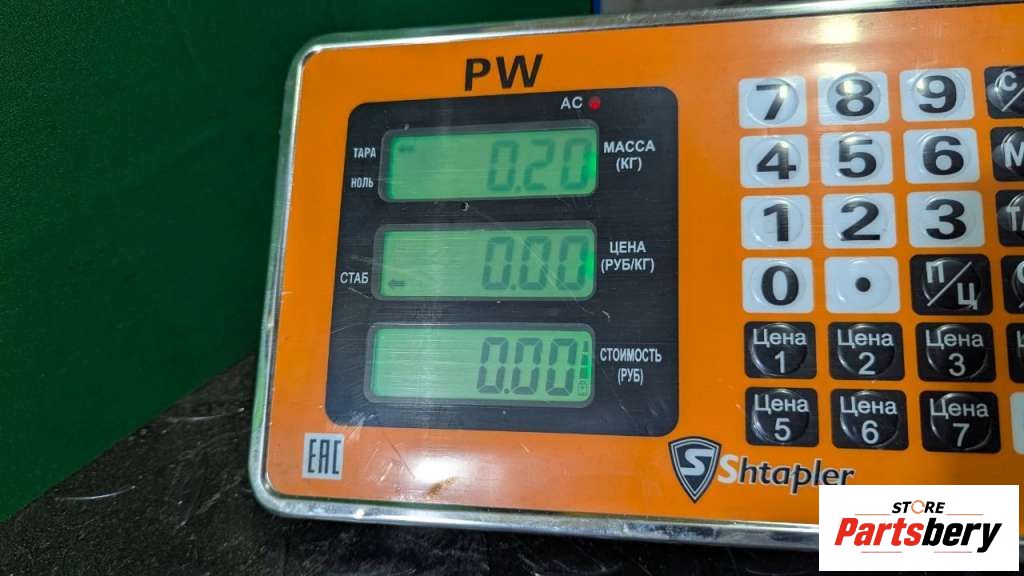 PW
AC
ТАРА
НОЛЬ
0.20
МАССА
(КГ)
СТАБ
0.00
ЦЕНА
(РУБ/КГ)
0.00
СТОИМОСТЬ
(РУБ)
7 8 9
4 5 6
1 2 3
0 • П/Ц
Цена 1 Цена 2 Цена 3
Цена 5 Цена 6 Цена 7
EAC
S Shtapler
STORE
Partsbery